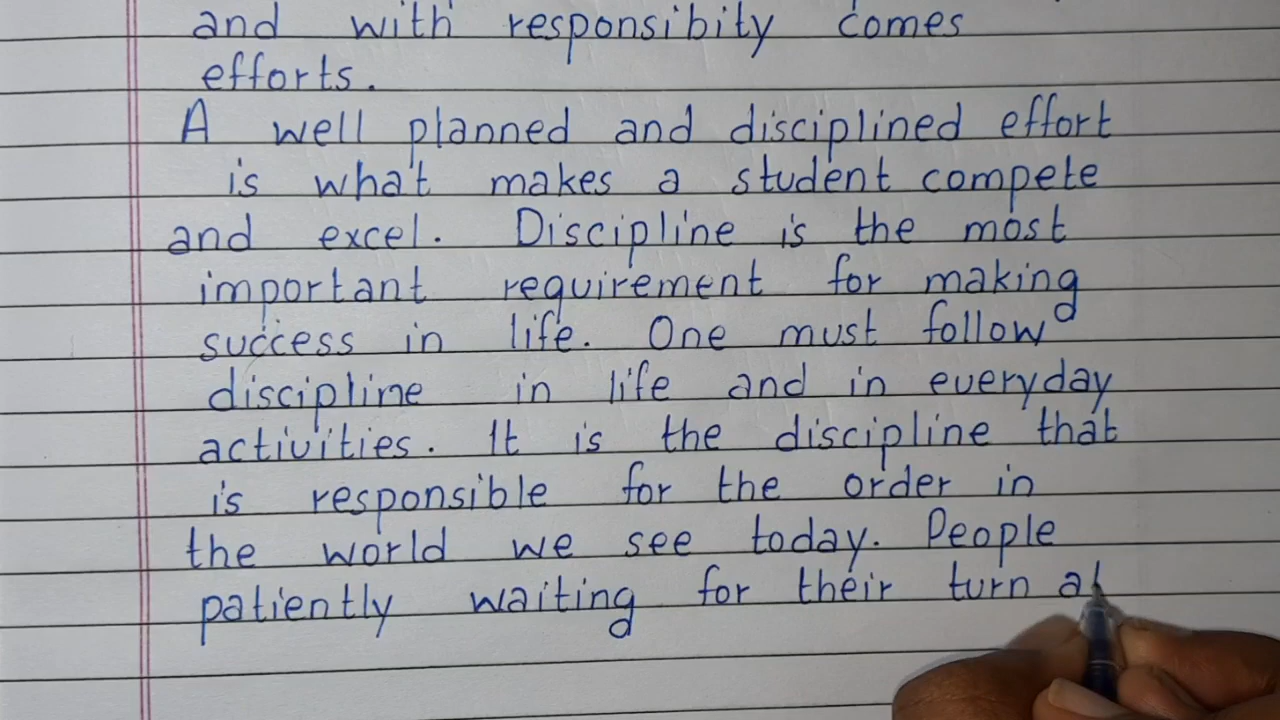 and with responsibity comes
efforts.
A well planned and disciplined effort
is what makes a student compete
and excel. Discipline is the most
important requirement for making
success in life. One must follow
discipline in life and in everyday
activities. It is the discipline that
is responsible for the order in
the world we see today. People
patiently waiting for their turn